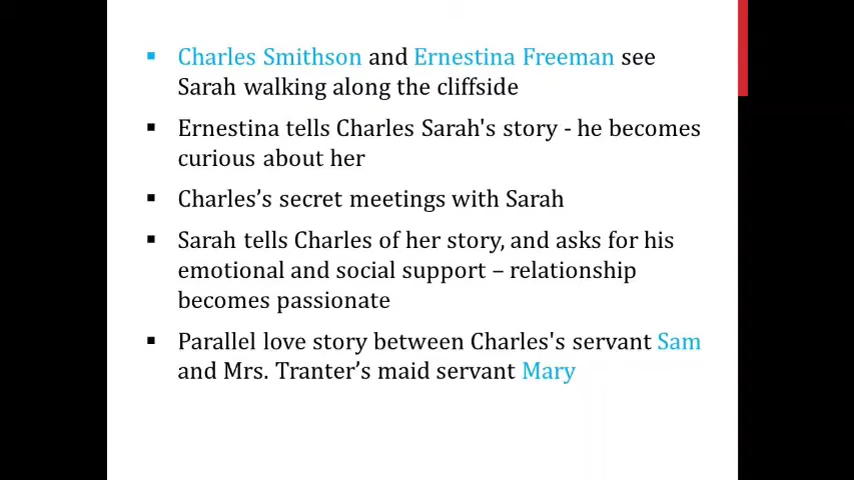 ▪ Charles Smithson and Ernestina Freeman see
Sarah walking along the cliffside
▪ Ernestina tells Charles Sarah's story - he becomes
curious about her
▪ Charles’s secret meetings with Sarah
▪ Sarah tells Charles of her story, and asks for his
emotional and social support – relationship
becomes passionate
▪ Parallel love story between Charles's servant Sam
and Mrs. Tranter’s maid servant Mary